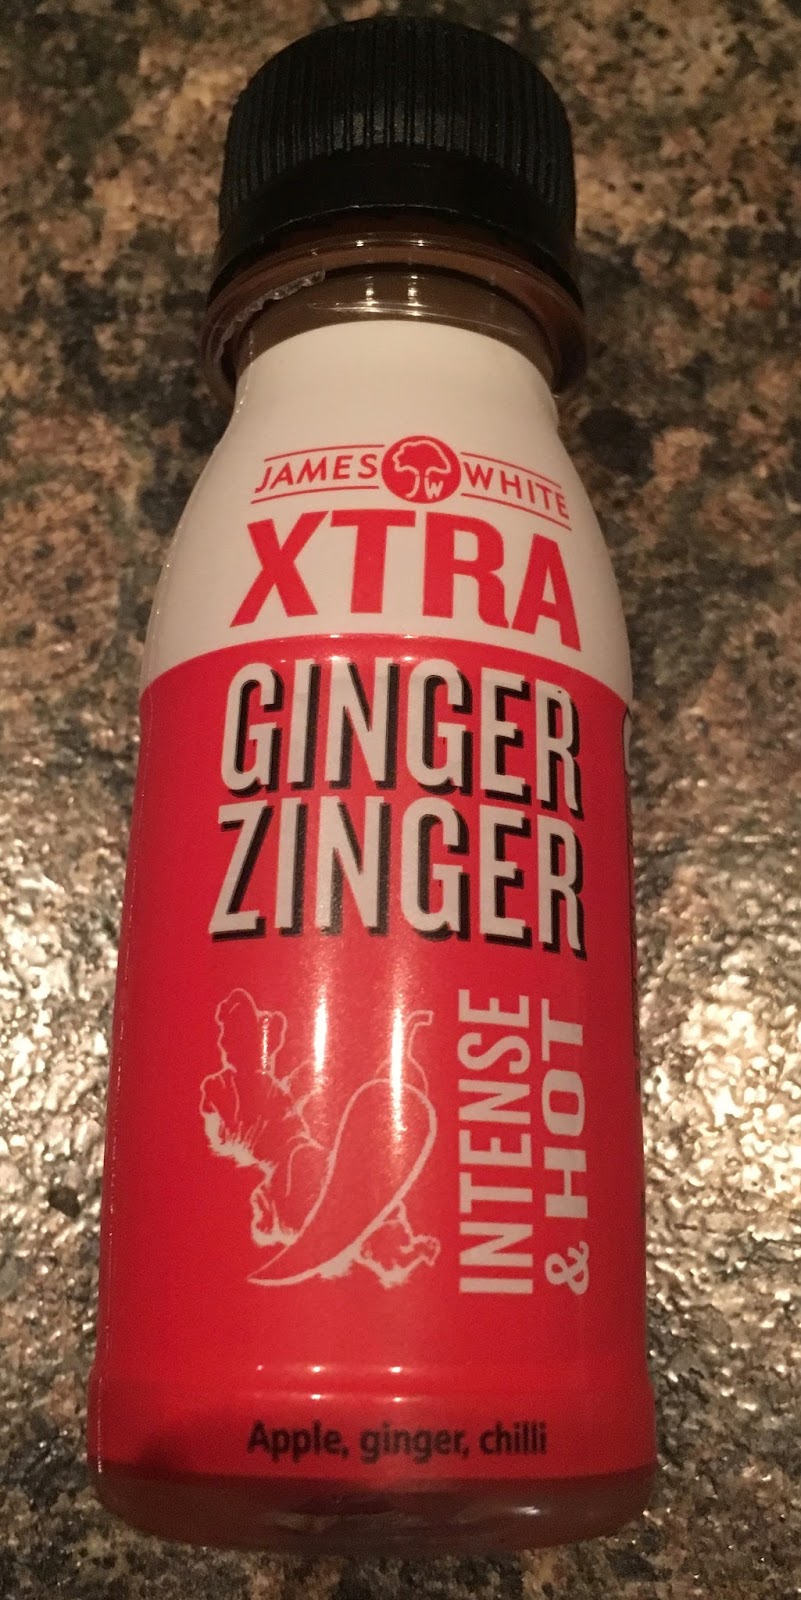 JAMES WHITE
W
XTRA
GINGER
ZINGER
INTENSE
& HOT
Apple, ginger, chilli